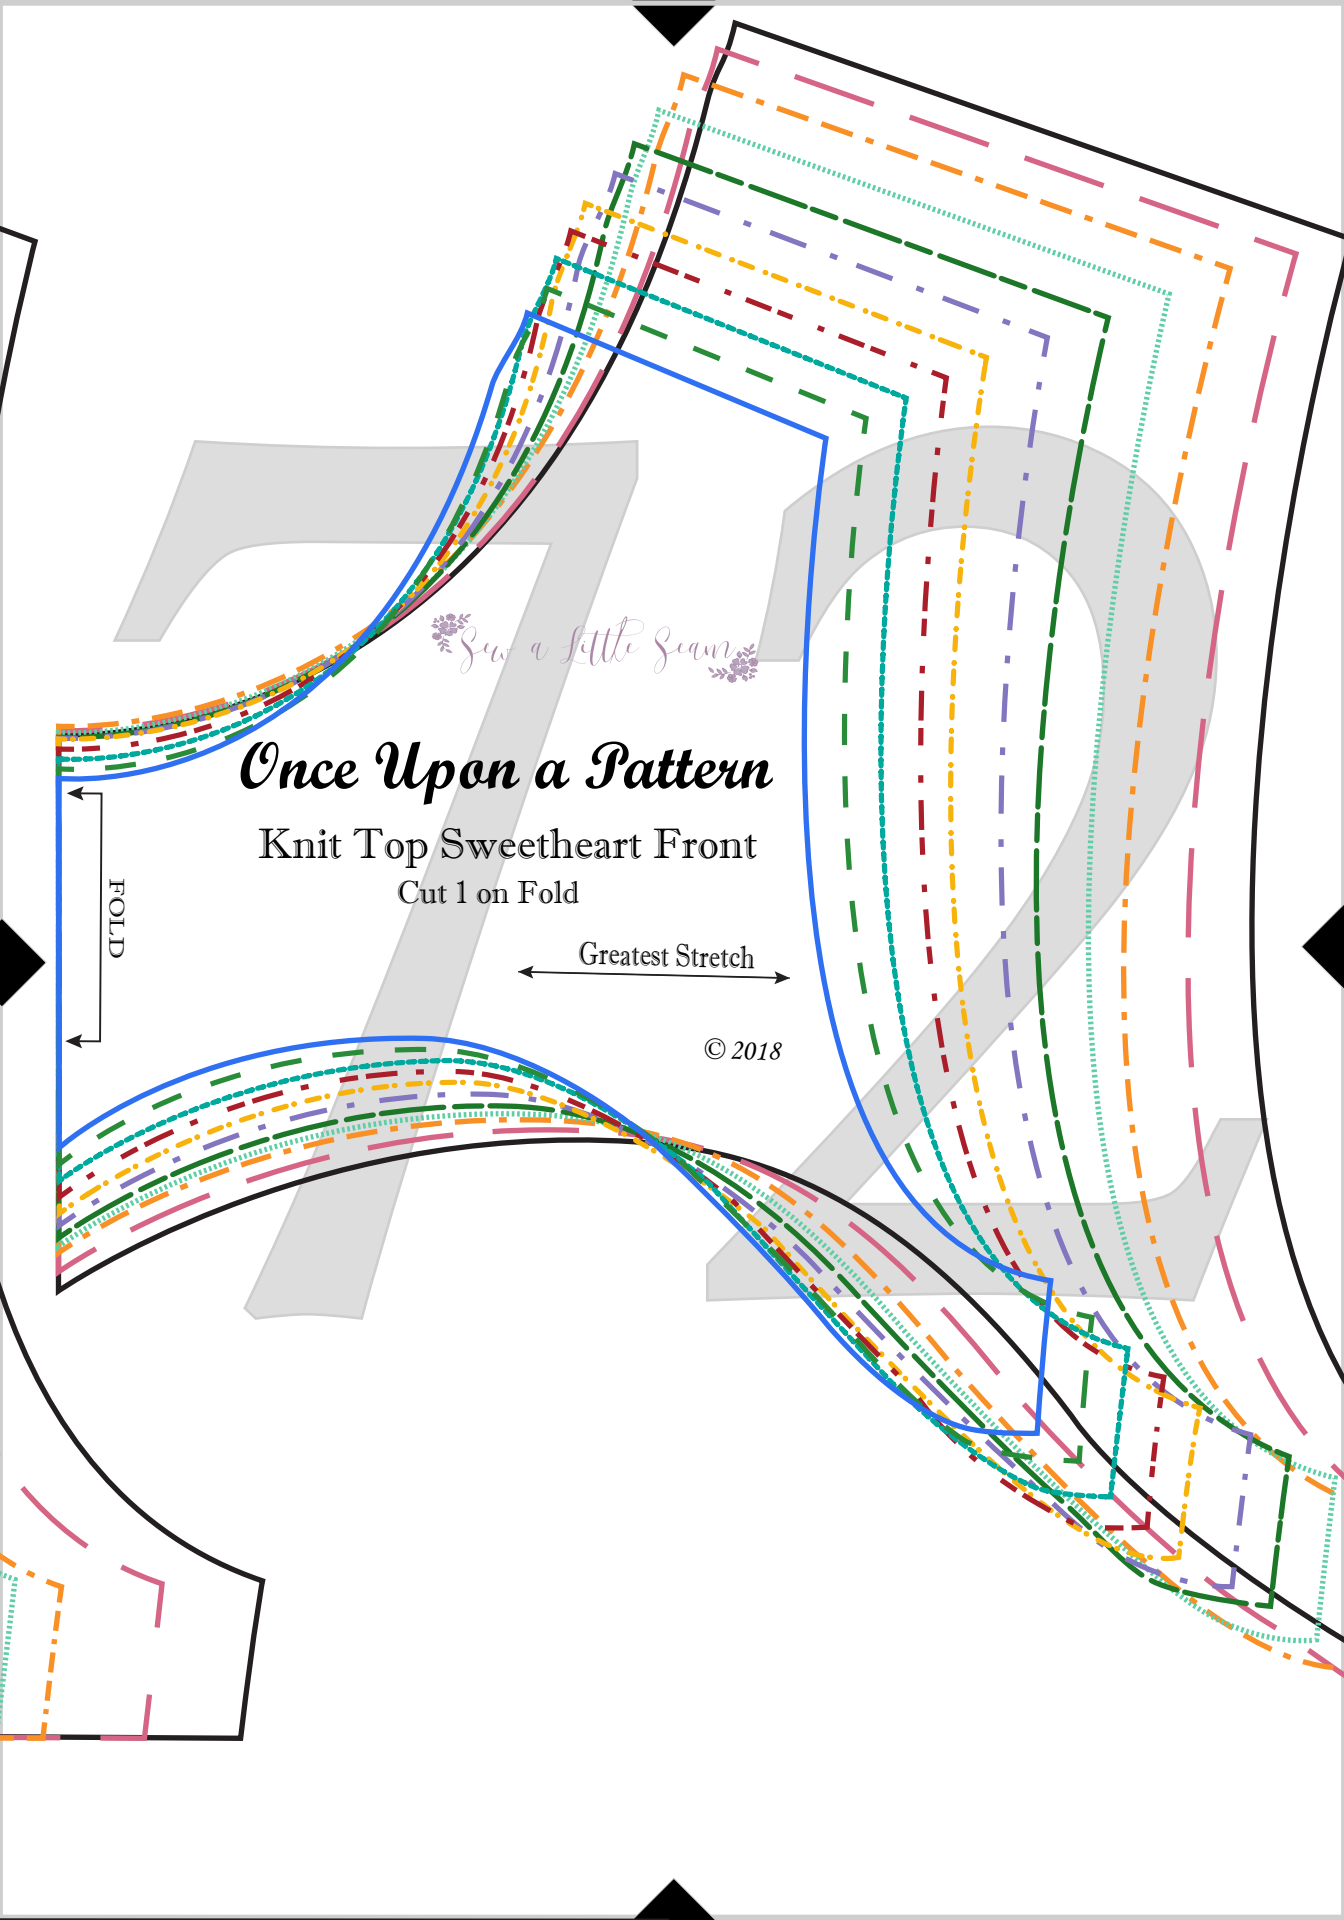 72
Sew a Little Seam
Once Upon a Pattern
Knit Top Sweetheart Front
Cut 1 on Fold
FOLD
Greatest Stretch
© 2018